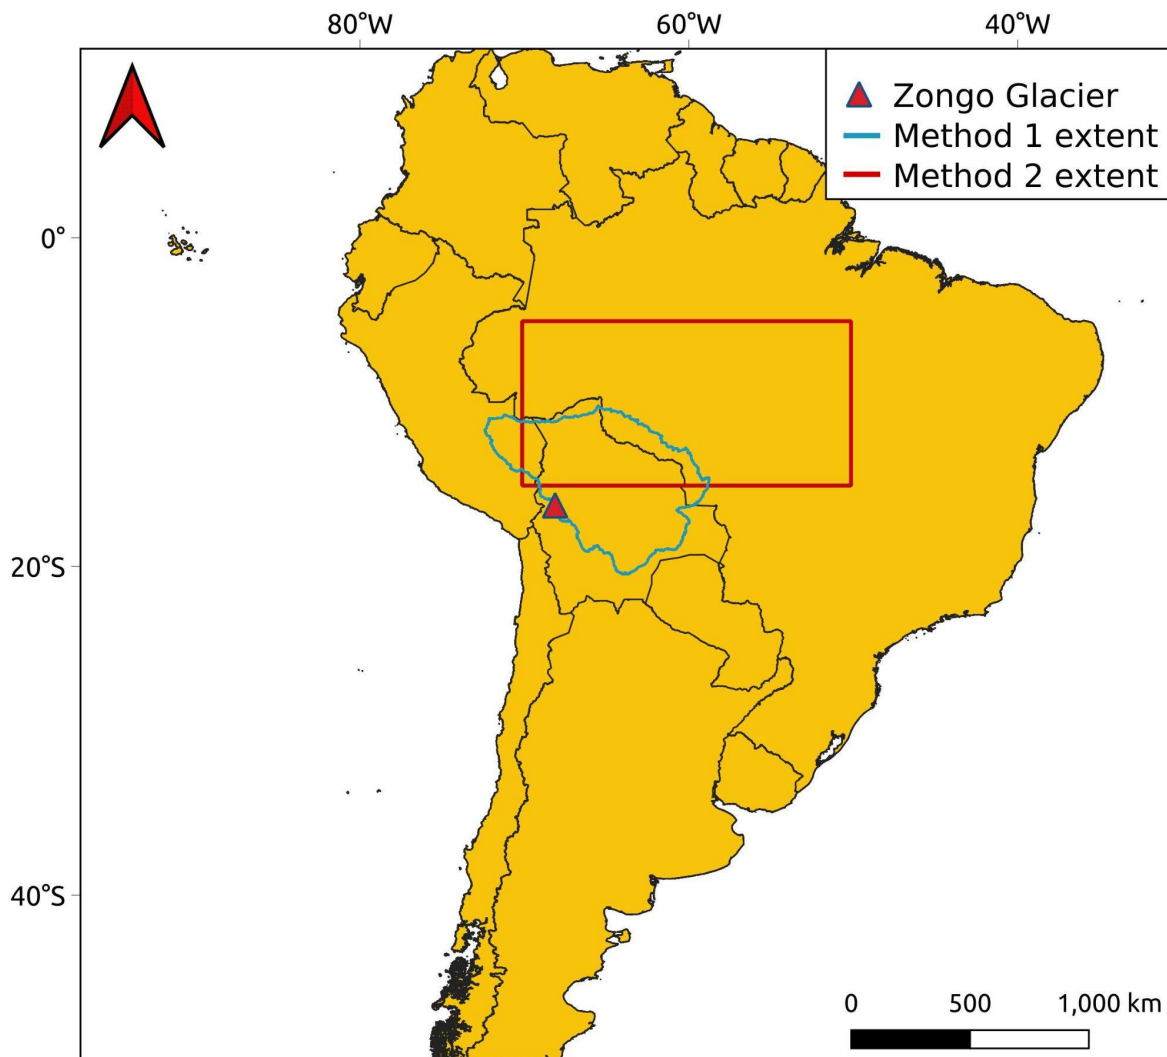 80°W 60°W 40°W
Zongo Glacier
Method 1 extent
Method 2 extent
0°
20°S
40°S
0 500 1,000 km